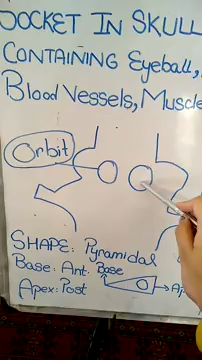 SOCKET IN SKULL
CONTAINING Eyeball,
Blood Vessels, Muscle
Orbit
SHAPE: Pyramidal
Base: Ant: Base
Apex: Post